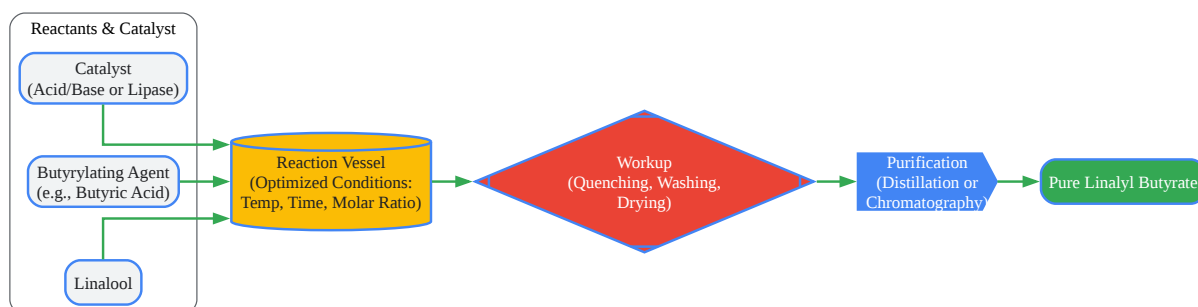 Reactants & Catalyst
Catalyst
(Acid/Base or Lipase)
Butyrylating Agent
(e.g., Butyric Acid)
Linalool
Reaction Vessel
(Optimized Conditions:
Temp, Time, Molar Ratio)
Workup
(Quenching, Washing,
Drying)
Purification
(Distillation or
Chromatography)
Pure Linalyl Butyrate